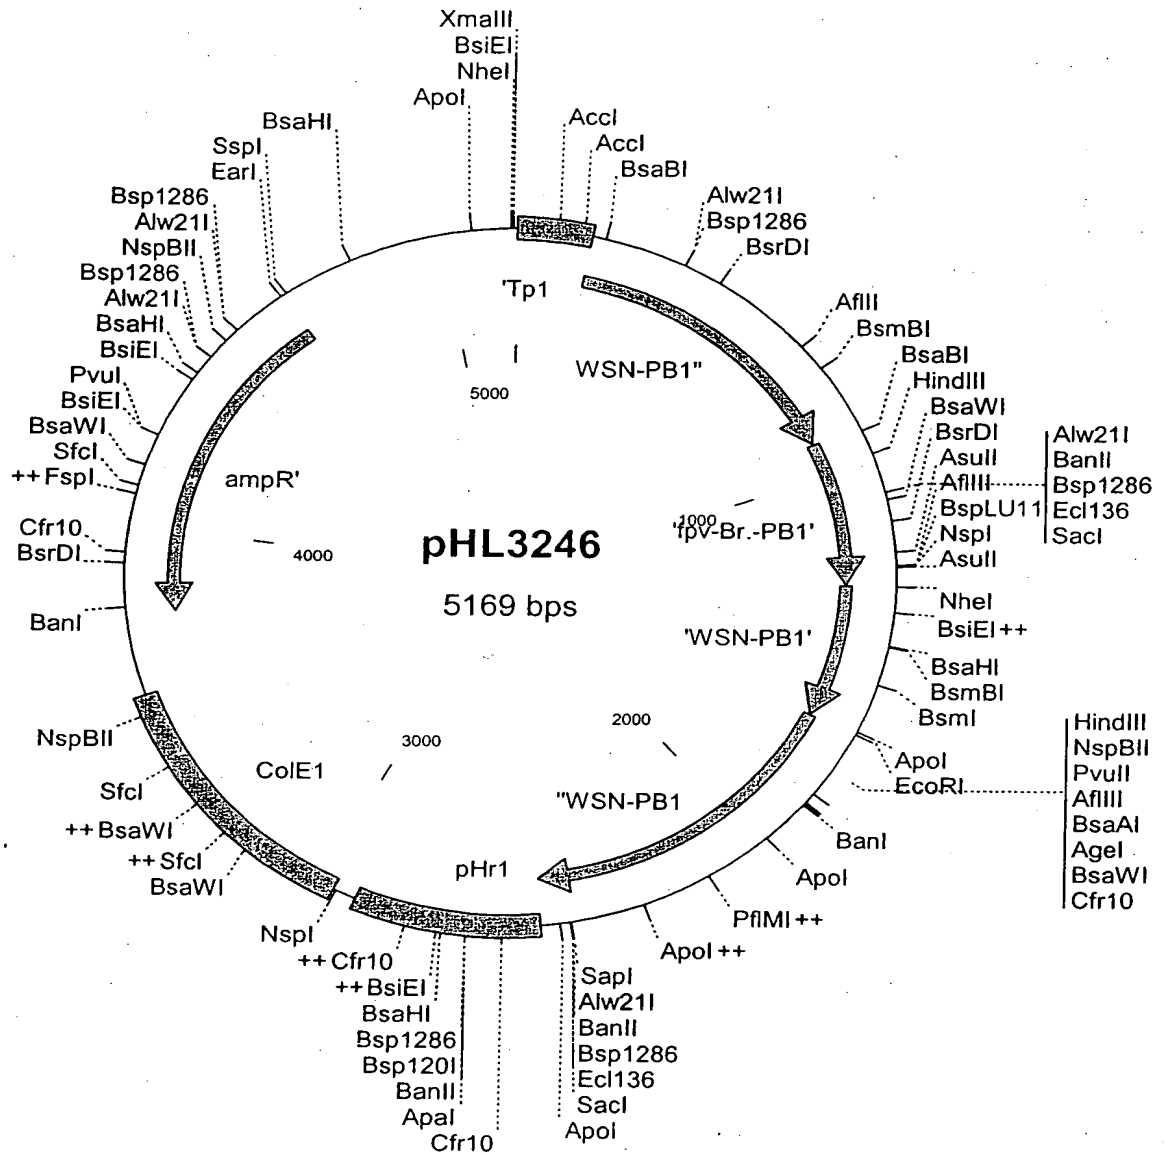 XmaIII
BsiEI
NheI
ApoI
BsaHI
SspI
EarI
Bsp1286
Alw21I
NspBII
Bsp1286
Alw21I
BsaHI
BsiEI
PvuI
BsiEI
BsaWI
SfcI
++ FspI
Cfr10
BsrDI
BanI
NspBII
SfcI
++ BsaWI
++ SfcI
BsaWI
NspI
++ Cfr10
++ BsiEI
BsaHI
Bsp1286
Bsp120I
BanII
ApaI
Cfr10
AccI
AccI
BsaBI
Alw21I
Bsp1286
BsrDI
AflII
BsmBI
BsaBI
HindIII
BsaWI
BsrDI
AsuII
AflIII
BspLU11
NspI
AsuII
Alw21I
BanII
Bsp1286
Ecl136
SacI
NheI
BsiEI ++
BsaHI
BsmBI
BsmI
ApoI
EcoRI
HindIII
NspBII
PvuII
AflIII
BsaAI
AgeI
BsaWI
Cfr10
BanI
ApoI
PflMI ++
ApoI ++
SapI
Alw21I
BanII
Bsp1286
Ecl136
SacI
ApoI
'Tp1
WSN-PB1"
5000
ampR'
1000
'fpv-Br.-PB1'
4000
pHL3246
5169 bps
'WSN-PB1'
2000
3000
ColE1
"WSN-PB1
pHr1